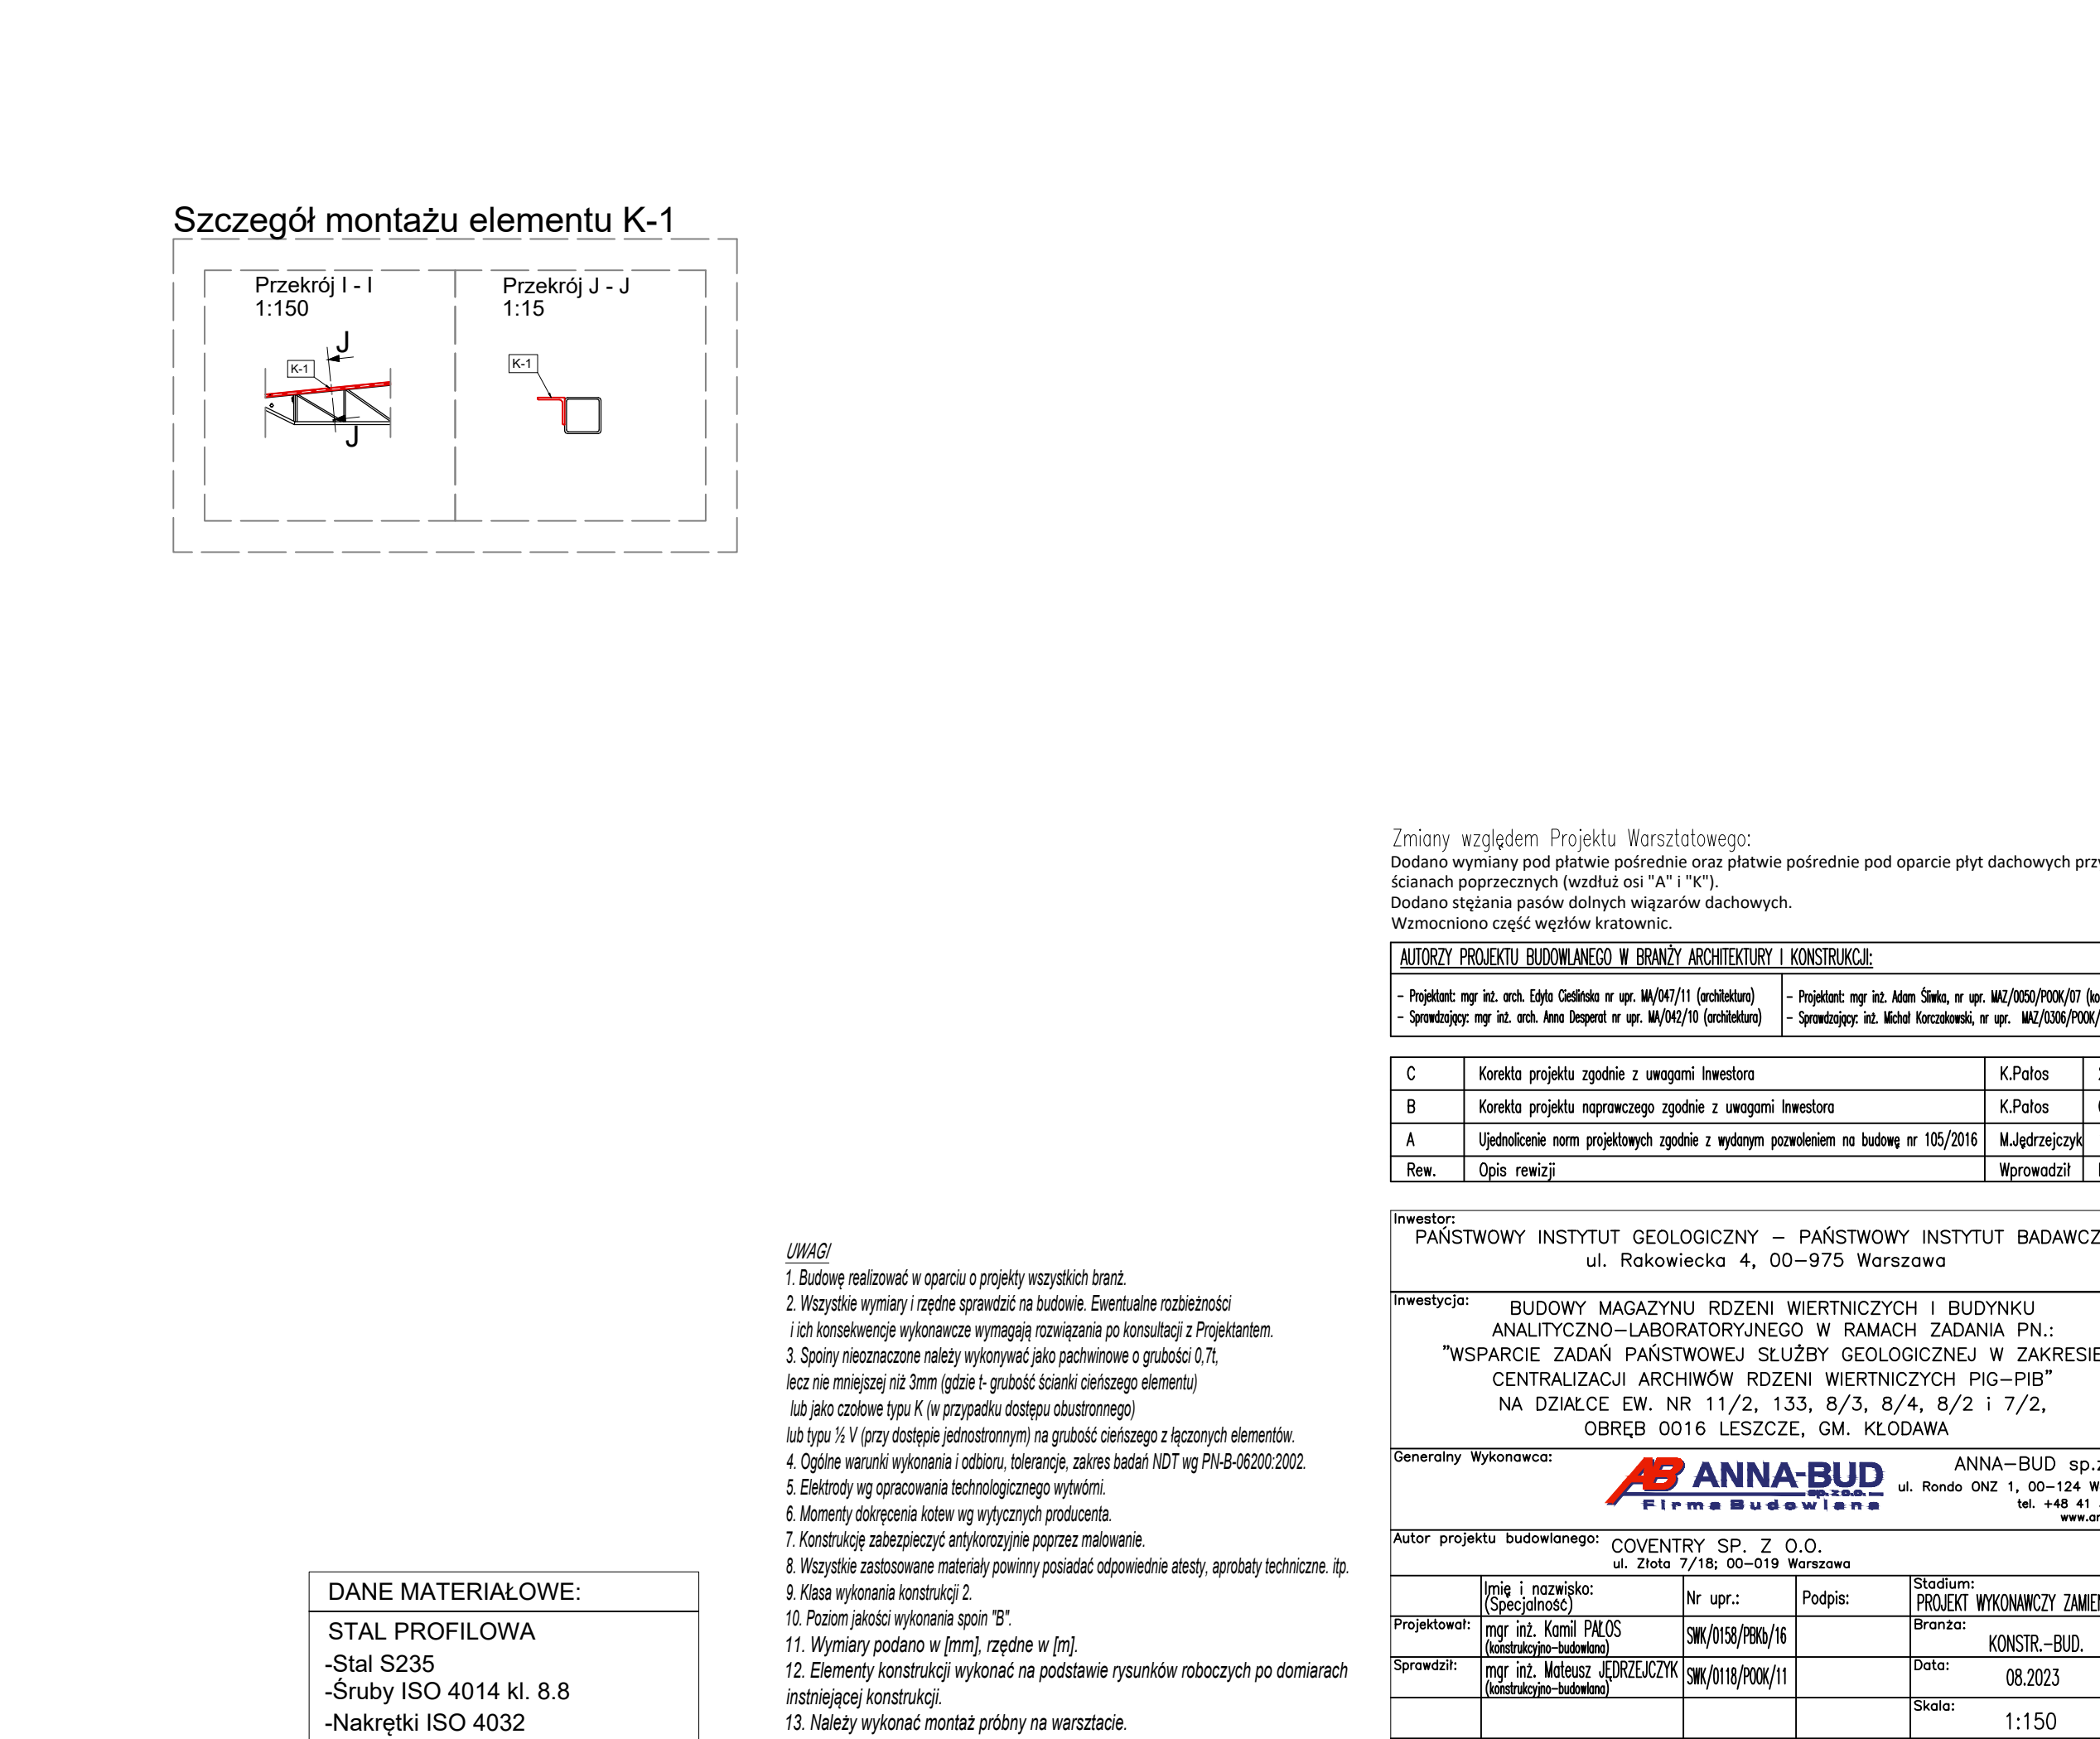 Szczegół montażu elementu K-1
Przekrój I - I
1:150
J
K-1
J
Przekrój J - J
1:15
K-1
Zmiany względem Projektu Warsztatowego:
Dodano wymiany pod płatwie pośrednie oraz płatwie pośrednie pod oparcie płyt dachowych
ścianach poprzecznych (wzdłuż osi "A" i "K").
Dodano stężania pasów dolnych wiązarów dachowych.
Wzmocniono część węzłów kratownic.
AUTORZY PROJEKTU BUDOWLANEGO W BRANŻY ARCHITEKTURY I KONSTRUKCJI:
- Projektant: mgr inż. arch. Edyta Cieślińska nr upr. MA/047/11 (architektura)
- Sprawdzający: mgr inż. arch. Anna Desperat nr upr. MA/042/10 (architektura)
- Projektant: mgr inż. Adam Śliwka, nr upr. MAZ/0050/POOK/07
- Sprawdzający: inż. Michał Korczakowski, nr upr. MAZ/0306/POOK/
C Korekta projektu zgodnie z uwagami Inwestora K.Pałos
B Korekta projektu naprawczego zgodnie z uwagami Inwestora K.Pałos
A Ujednolicenie norm projektowych zgodnie z wydanym pozwoleniem na budowę nr 105/2016 M.Jędrzejczyk
Rew. Opis rewizji Wprowadził
Inwestor:
PAŃSTWOWY INSTYTUT GEOLOGICZNY – PAŃSTWOWY INSTYTUT BADAWCZ
ul. Rakowiecka 4, 00–975 Warszawa
Inwestycja:
BUDOWY MAGAZYNU RDZENI WIERTNICZYCH I BUDYNKU
ANALITYCZNO–LABORATORYJNEGO W RAMACH ZADANIA PN.:
"WSPARCIE ZADAŃ PAŃSTWOWEJ SŁUŻBY GEOLOGICZNEJ W ZAKRESIE
CENTRALIZACJI ARCHIWÓW RDZENI WIERTNICZYCH PIG–PIB"
NA DZIAŁCE EW. NR 11/2, 133, 8/3, 8/4, 8/2 i 7/2,
OBRĘB 0016 LESZCZE, GM. KŁODAWA
Generalny Wykonawca:
AB ANNA-BUD
sp. z o.o.
Firma Budowlana
ANNA–BUD sp.z
ul. Rondo ONZ 1, 00–124 W
tel. +48 41
www.an
Autor projektu budowlanego: COVENTRY SP. Z O.O.
ul. Złota 7/18; 00–019 Warszawa
Imię i nazwisko:
(Specjalność)
Nr upr.:
Podpis:
Stadium:
PROJEKT WYKONAWCZY ZAMIE
Projektował:
mgr inż. Kamil PAŁOS
(konstrukcyjno–budowlana)
SWK/0158/PBKb/16
Branża:
KONSTR.–BUD.
Sprawdził:
mgr inż. Mateusz JĘDRZEJCZYK
(konstrukcyjno–budowlana)
SWK/0118/POOK/11
Data:
08.2023
Skala:
1:150
UWAGI
1. Budowę realizować w oparciu o projekty wszystkich branż.
2. Wszystkie wymiary i rzędne sprawdzić na budowie. Ewentualne rozbieżności
i ich konsekwencje wykonawcze wymagają rozwiązania po konsultacji z Projektantem.
3. Spoiny nieoznaczone należy wykonywać jako pachwinowe o grubości 0,7t,
lecz nie mniejszej niż 3mm (gdzie t- grubość ścianki cieńszego elementu)
lub jako czołowe typu K (w przypadku dostępu obustronnego)
lub typu ½ V (przy dostępie jednostronnym) na grubość cieńszego z łączonych elementów.
4. Ogólne warunki wykonania i odbioru, tolerancje, zakres badań NDT wg PN-B-06200:2002.
5. Elektrody wg opracowania technologicznego wytwórni.
6. Momenty dokręcenia kotew wg wytycznych producenta.
7. Konstrukcję zabezpieczyć antykorozyjnie poprzez malowanie.
8. Wszystkie zastosowane materiały powinny posiadać odpowiednie atesty, aprobaty techniczne. itp.
9. Klasa wykonania konstrukcji 2.
10. Poziom jakości wykonania spoin "B".
11. Wymiary podano w [mm], rzędne w [m].
12. Elementy konstrukcji wykonać na podstawie rysunków roboczych po domiarach
instniejącej konstrukcji.
13. Należy wykonać montaż próbny na warsztacie.
DANE MATERIAŁOWE:
STAL PROFILOWA
-Stal S235
-Śruby ISO 4014 kl. 8.8
-Nakrętki ISO 4032